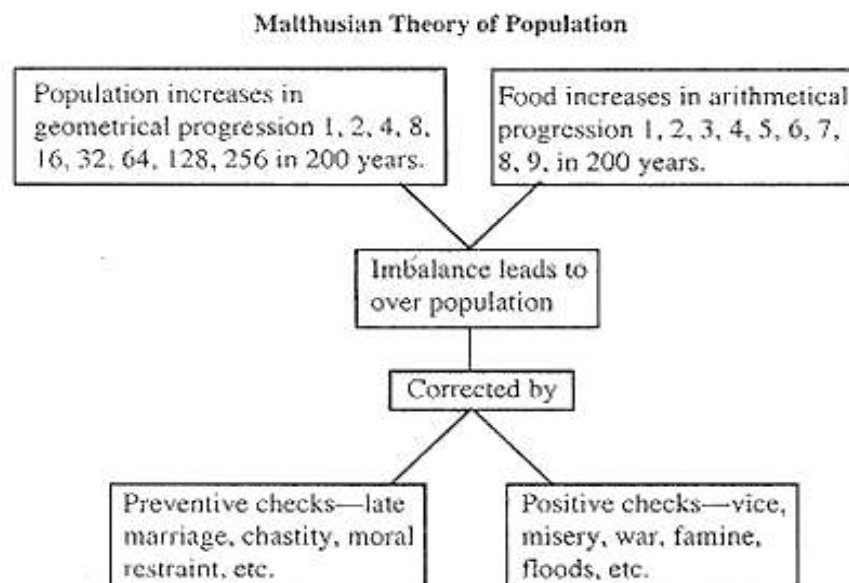 Malthusian Theory of Population
Population increases in
geometrical progression 1, 2, 4, 8,
16, 32, 64, 128, 256 in 200 years.
Food increases in arithmetical
progression 1, 2, 3, 4, 5, 6, 7,
8, 9, in 200 years.
Imbalance leads to
over population
Corrected by
Preventive checks—late
marriage, chastity, moral
restraint, etc.
Positive checks—vice,
misery, war, famine,
floods, etc.